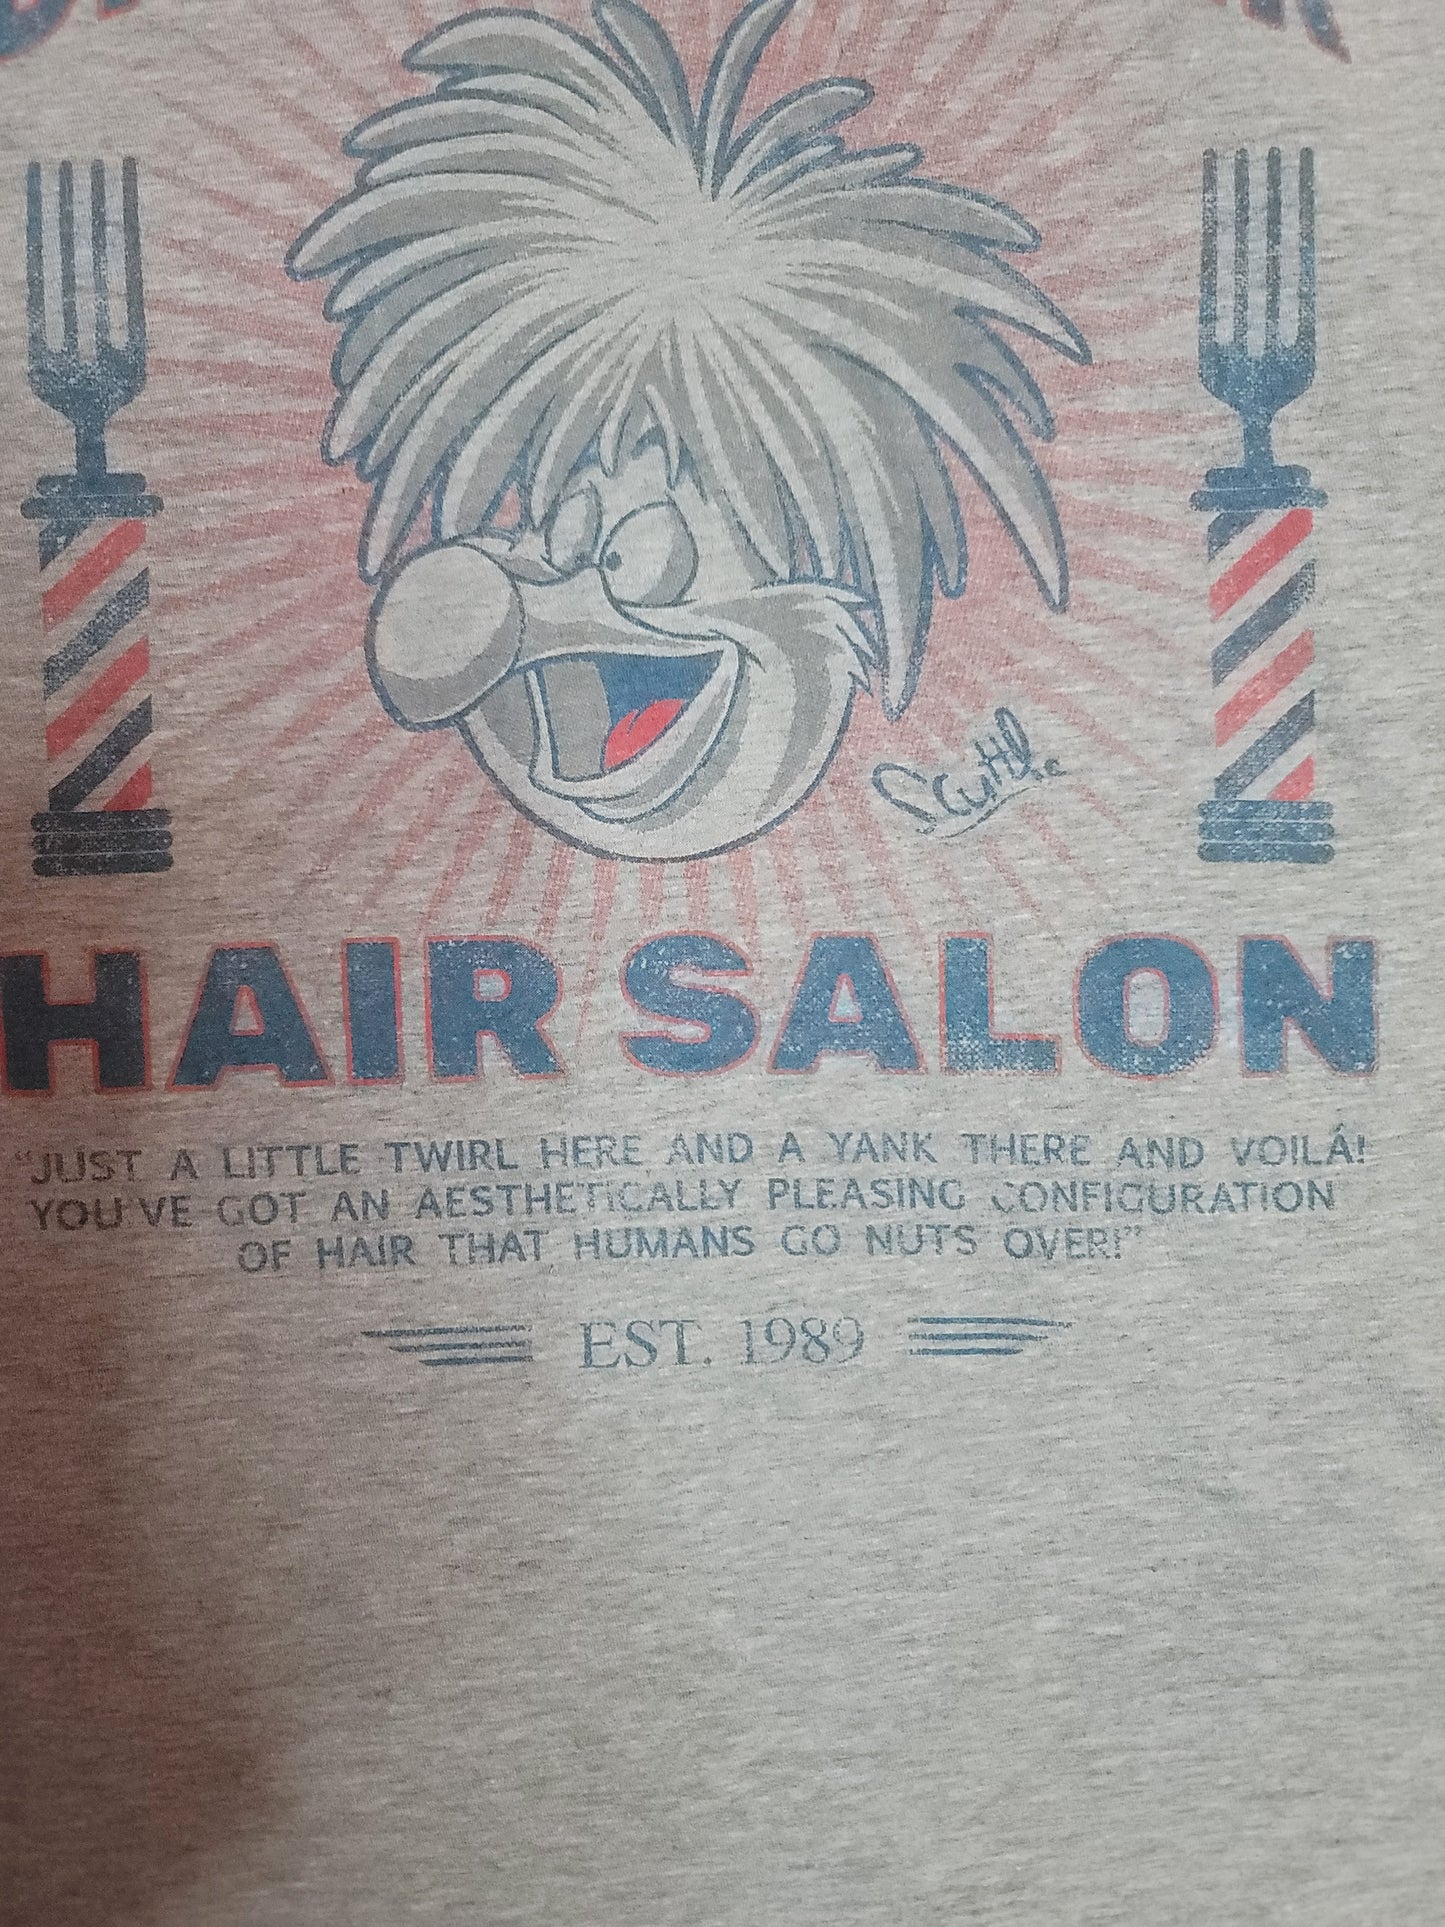 Scuttle
HAIR SALON
"JUST A LITTLE TWIRL HERE AND A YANK THERE AND VOILÁ!
YOU'VE GOT AN AESTHETICALLY PLEASING CONFIGURATION
OF HAIR THAT HUMANS GO NUTS OVER!"
EST. 1989